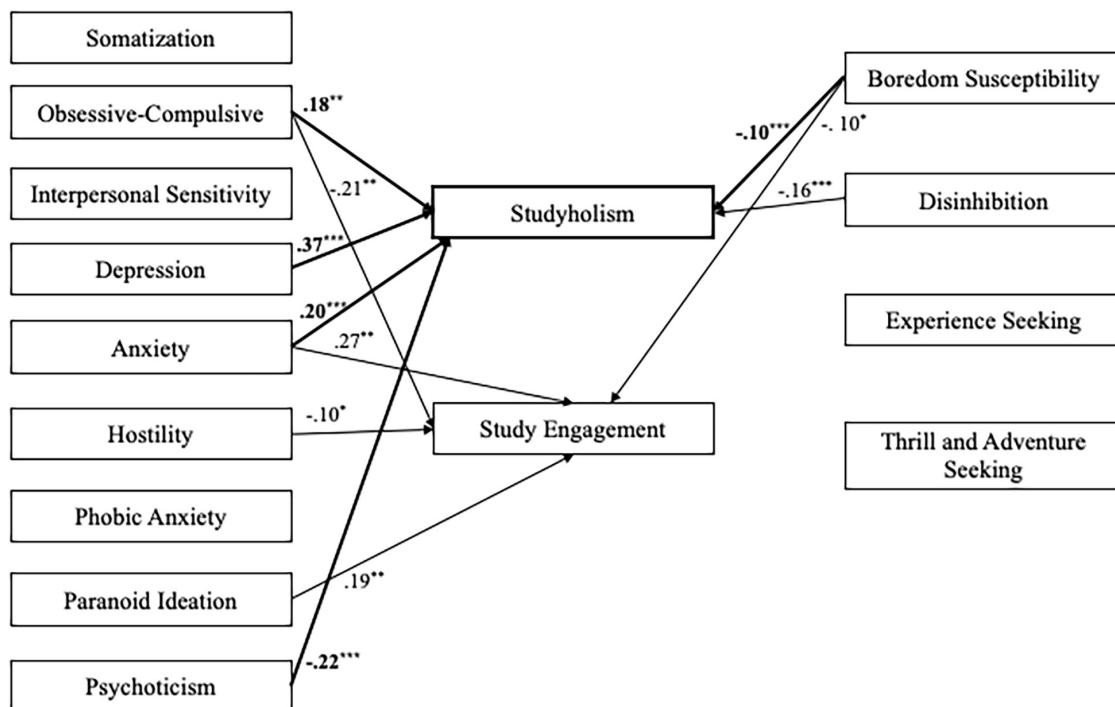 Somatization
Obsessive-Compulsive
Interpersonal Sensitivity
Depression
Anxiety
Hostility
Phobic Anxiety
Paranoid Ideation
Psychoticism
.18**
-.21**
.37***
.20***
.27**
-.10*
.19**
-.22***
Studyholism
Study Engagement
-.10***
-. 10*
-.16***
Boredom Susceptibility
Disinhibition
Experience Seeking
Thrill and Adventure
Seeking